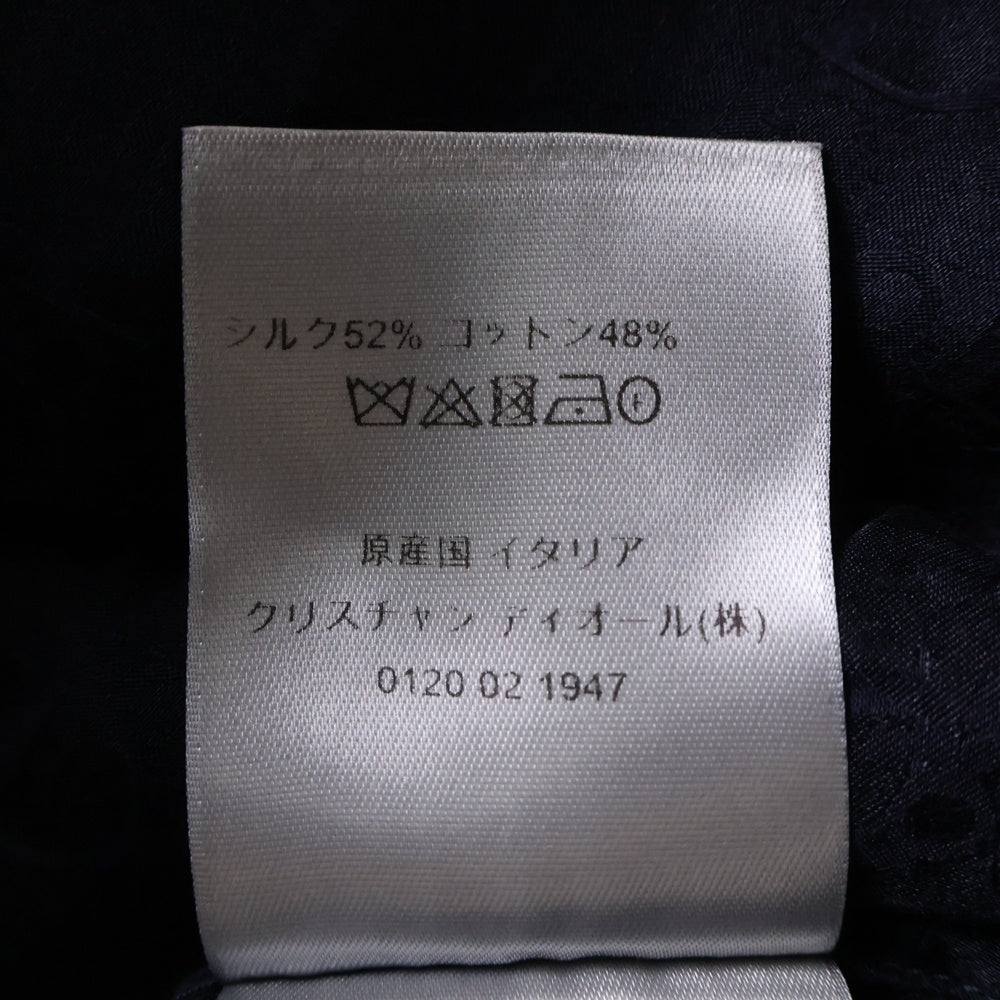 シルク52% コットン48%
原産国 イタリア
クリスチャン ディオール(株)
0120 02 1947